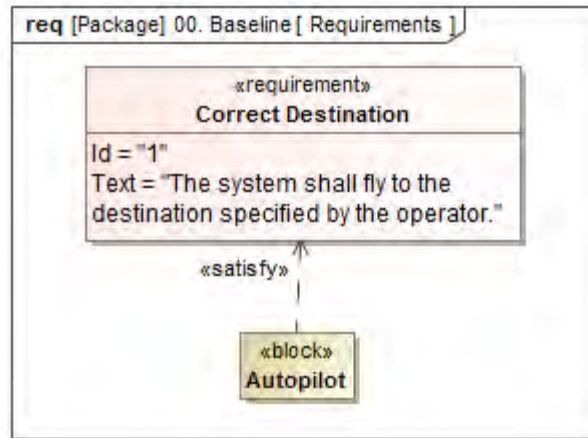 req [Package] 00. Baseline [ Requirements ]
«requirement»
Correct Destination
Id = "1"
Text = "The system shall fly to the
destination specified by the operator."
«satisfy»
«block»
Autopilot